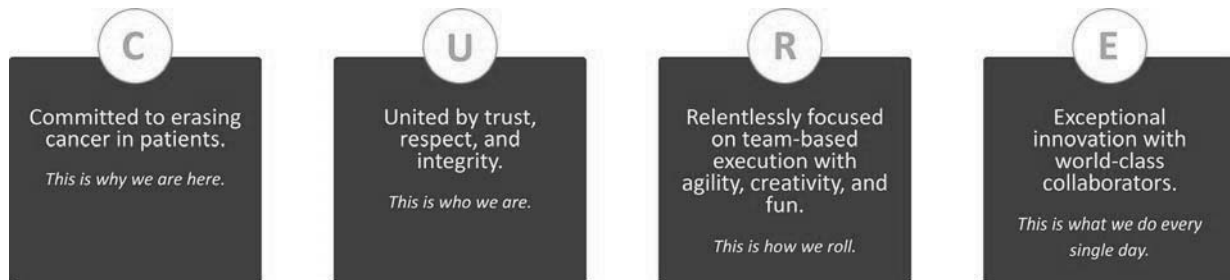 C
Committed to erasing
cancer in patients.
This is why we are here.
U
United by trust,
respect, and
integrity.
This is who we are.
R
Relentlessly focused
on team-based
execution with
agility, creativity, and
fun.
This is how we roll.
E
Exceptional
innovation with
world-class
collaborators.
This is what we do every
single day.